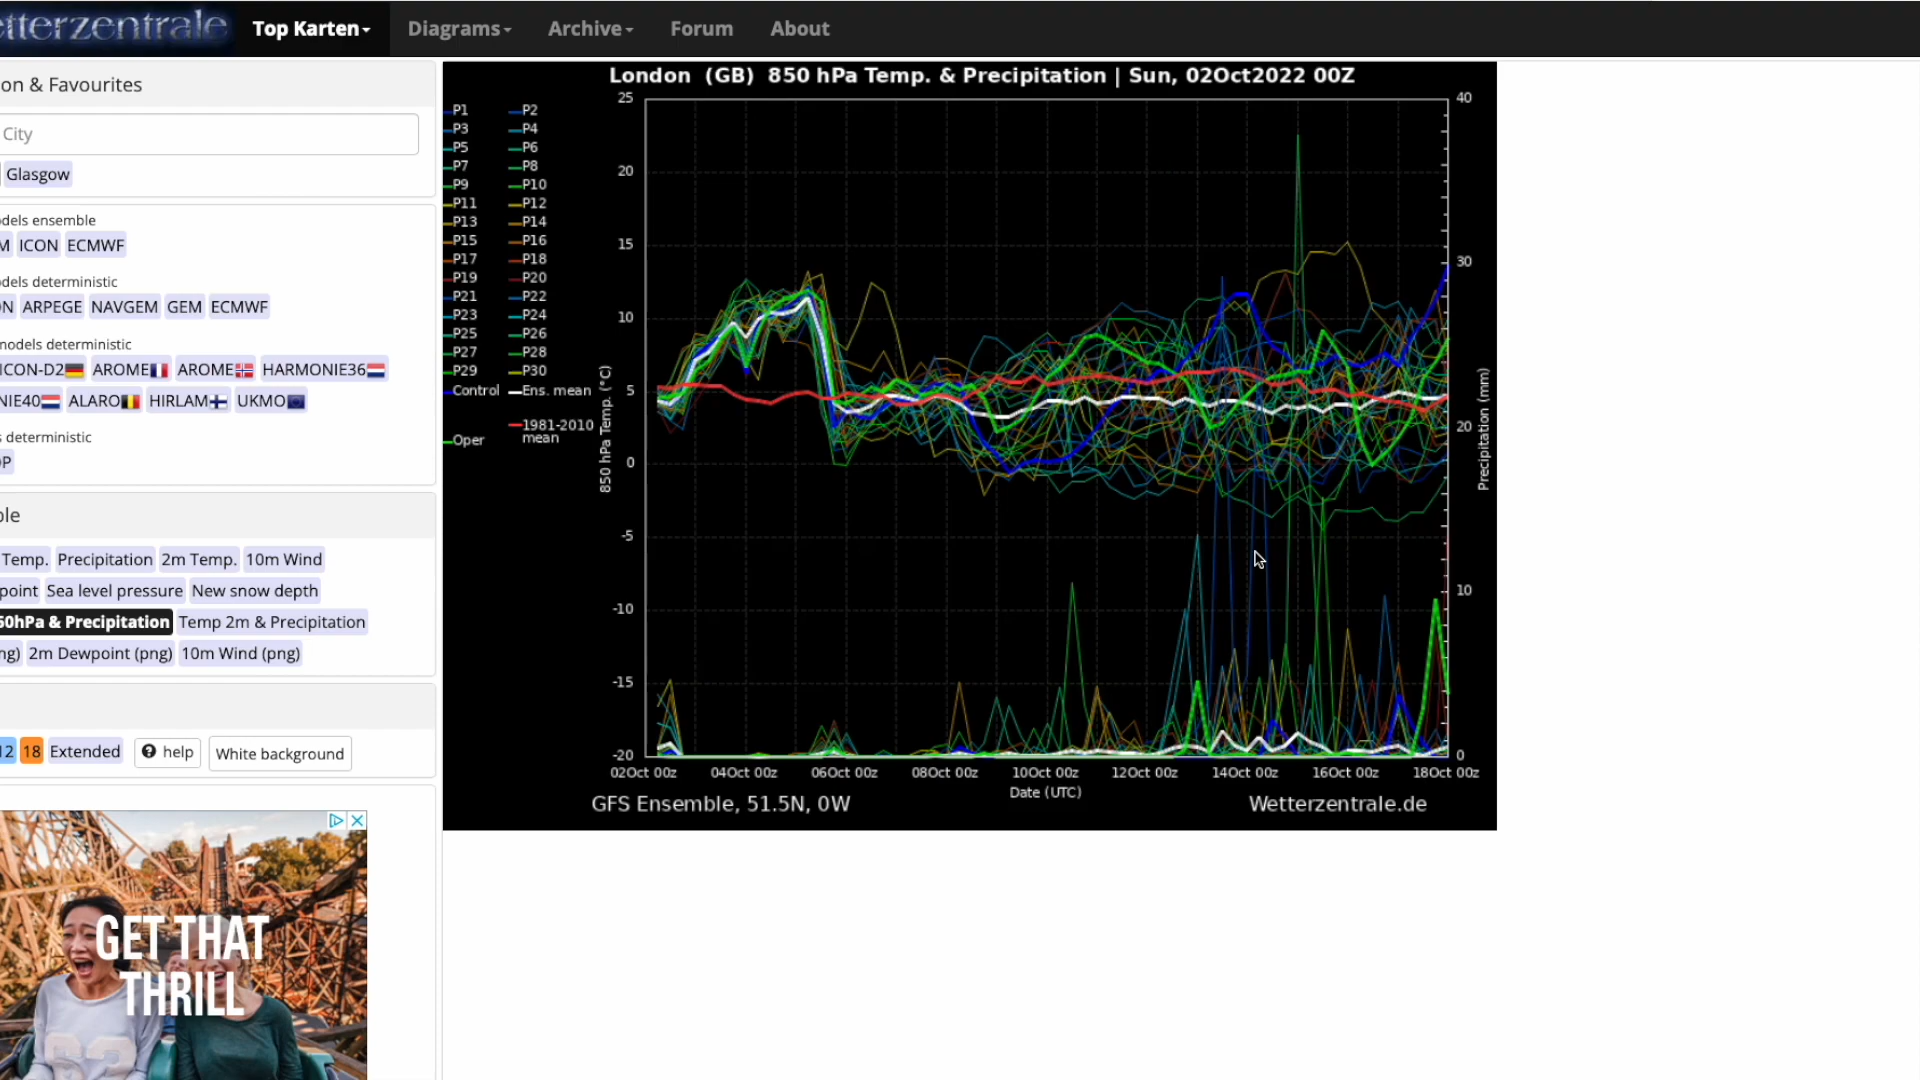 etterzentrale Top Karten Diagrams Archive Forum About
on & Favourites
City
Glasgow
dels ensemble
M ICON ECMWF
dels deterministic
ON ARPEGE NAVGEM GEM ECMWF
models deterministic
ICON-D2 AROME AROME HARMONIE36
NIE40 ALARO HIRLAM UKMO
s deterministic
OP
ple
Temp. Precipitation 2m Temp. 10m Wind
point Sea level pressure New snow depth
50hPa & Precipitation Temp 2m & Precipitation
ng) 2m Dewpoint (png) 10m Wind (png)
12 18 Extended help White background
GET THAT
THRILL
London (GB) 850 hPa Temp. & Precipitation | Sun, 02Oct2022 00Z
P1 P2
P3 P4
P5 P6
P7 P8
P9 P10
P11 P12
P13 P14
P15 P16
P17 P18
P19 P20
P21 P22
P23 P24
P25 P26
P27 P28
P29 P30
Control Ens. mean
1981-2010
mean
Oper
850 hPa Temp. (°C)
25
20
15
10
5
0
-5
-10
-15
-20
40
30
20
10
0
Precipitation (mm)
02Oct 00z 04Oct 00z 06Oct 00z 08Oct 00z 10Oct 00z 12Oct 00z 14Oct 00z 16Oct 00z 18Oct 00z
Date (UTC)
GFS Ensemble, 51.5N, 0W Wetterzentrale.de